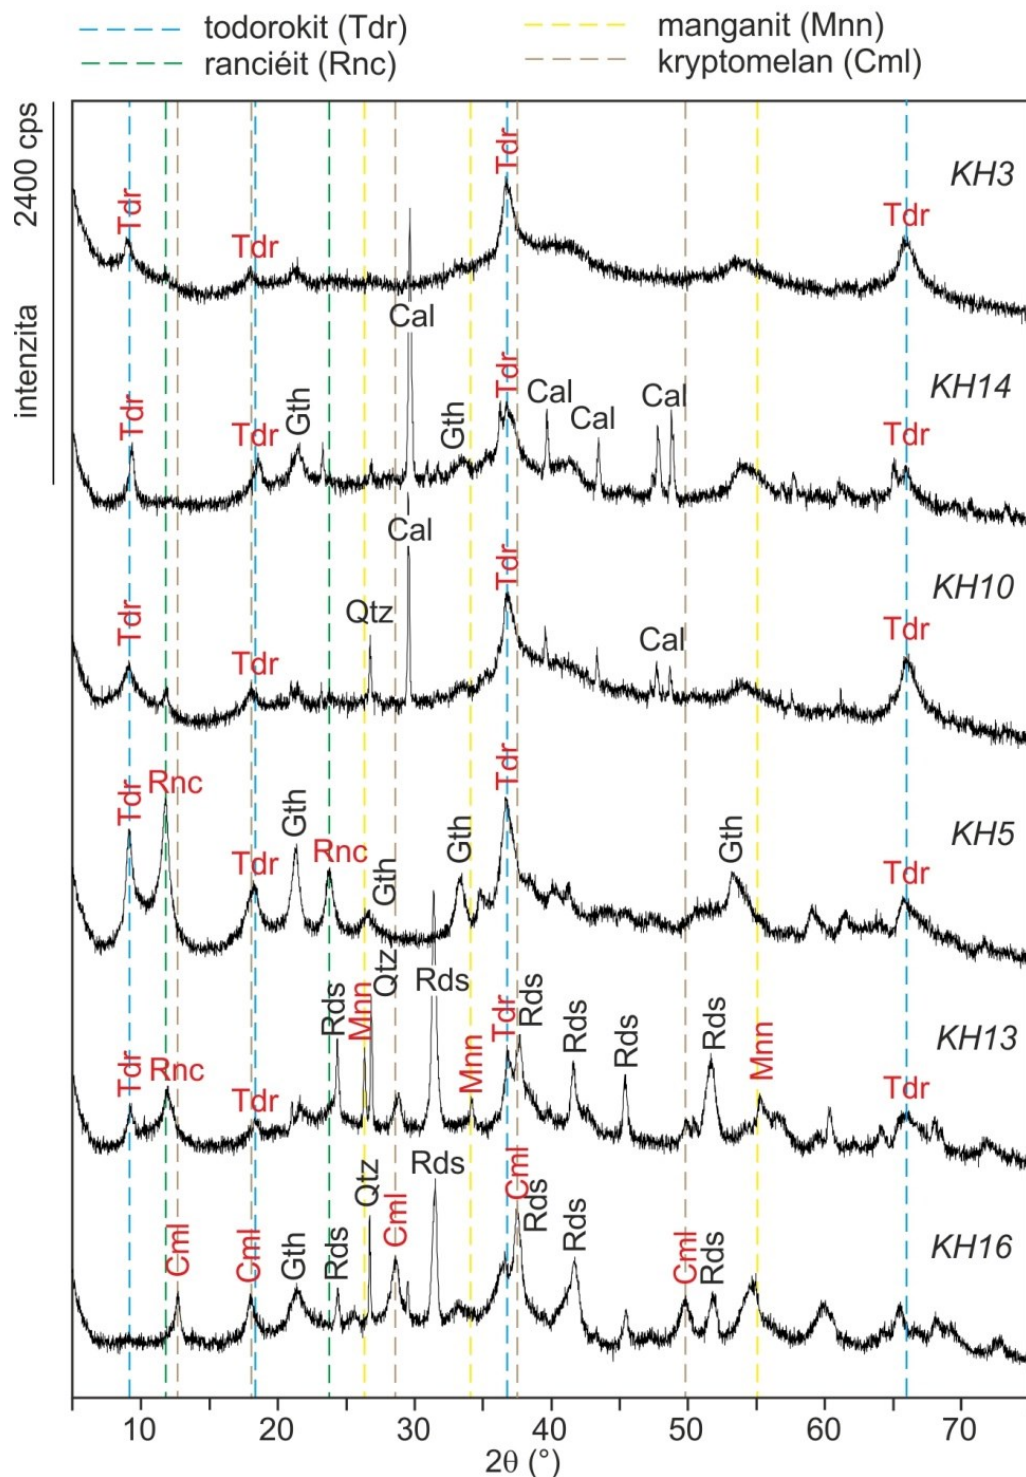 todorokit (Tdr)
manganit (Mnn)
ranciéit (Rnc)
kryptomelan (Cml)
intenzita
2400 cps
KH3
Tdr
Tdr
Tdr
Tdr
KH14
Tdr
Tdr
Gth
Cal
Gth
Tdr
Cal
Cal
Cal
Tdr
KH10
Tdr
Tdr
Qtz
Cal
Tdr
Cal
Tdr
KH5
Tdr
Rnc
Tdr
Gth
Rnc
Gth
Gth
Tdr
Gth
Tdr
KH13
Tdr
Rnc
Tdr
Rds
Mnn
Qtz
Rds
Mnn
Tdr
Rds
Rds
Rds
Rds
Mnn
Tdr
KH16
Cml
Cml
Gth
Rds
Qtz
Cml
Rds
Cml
Rds
Rds
Cml
Rds
10 20 30 40 50 60 70
2θ (°)